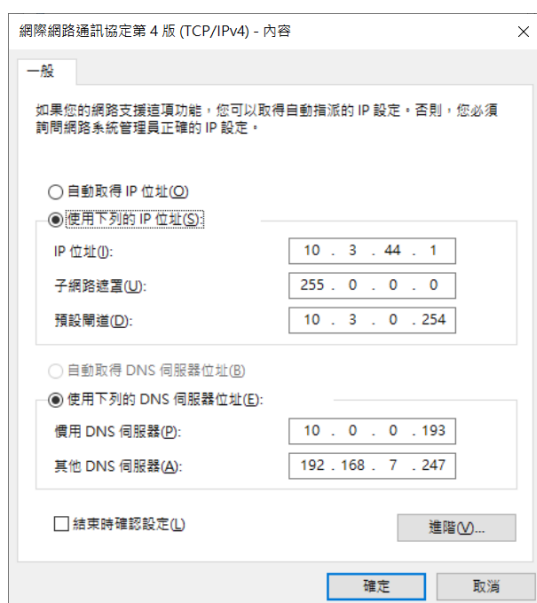 網際網路通訊協定第 4 版 (TCP/IPv4) - 內容
一般
如果您的網路支援這項功能，您可以取得自動指派的 IP 設定。否則，您必須
詢問網路系統管理員正確的 IP 設定。
自動取得 IP 位址(O)
使用下列的 IP 位址(S):
IP 位址(I): 10 . 3 . 44 . 1
子網路遮罩(U): 255 . 0 . 0 . 0
預設閘道(D): 10 . 3 . 0 . 254
自動取得 DNS 伺服器位址(B)
使用下列的 DNS 伺服器位址(E):
慣用 DNS 伺服器(P): 10 . 0 . 0 . 193
其他 DNS 伺服器(A): 192 . 168 . 7 . 247
結束時確認設定(L)
進階(V)...
確定 取消